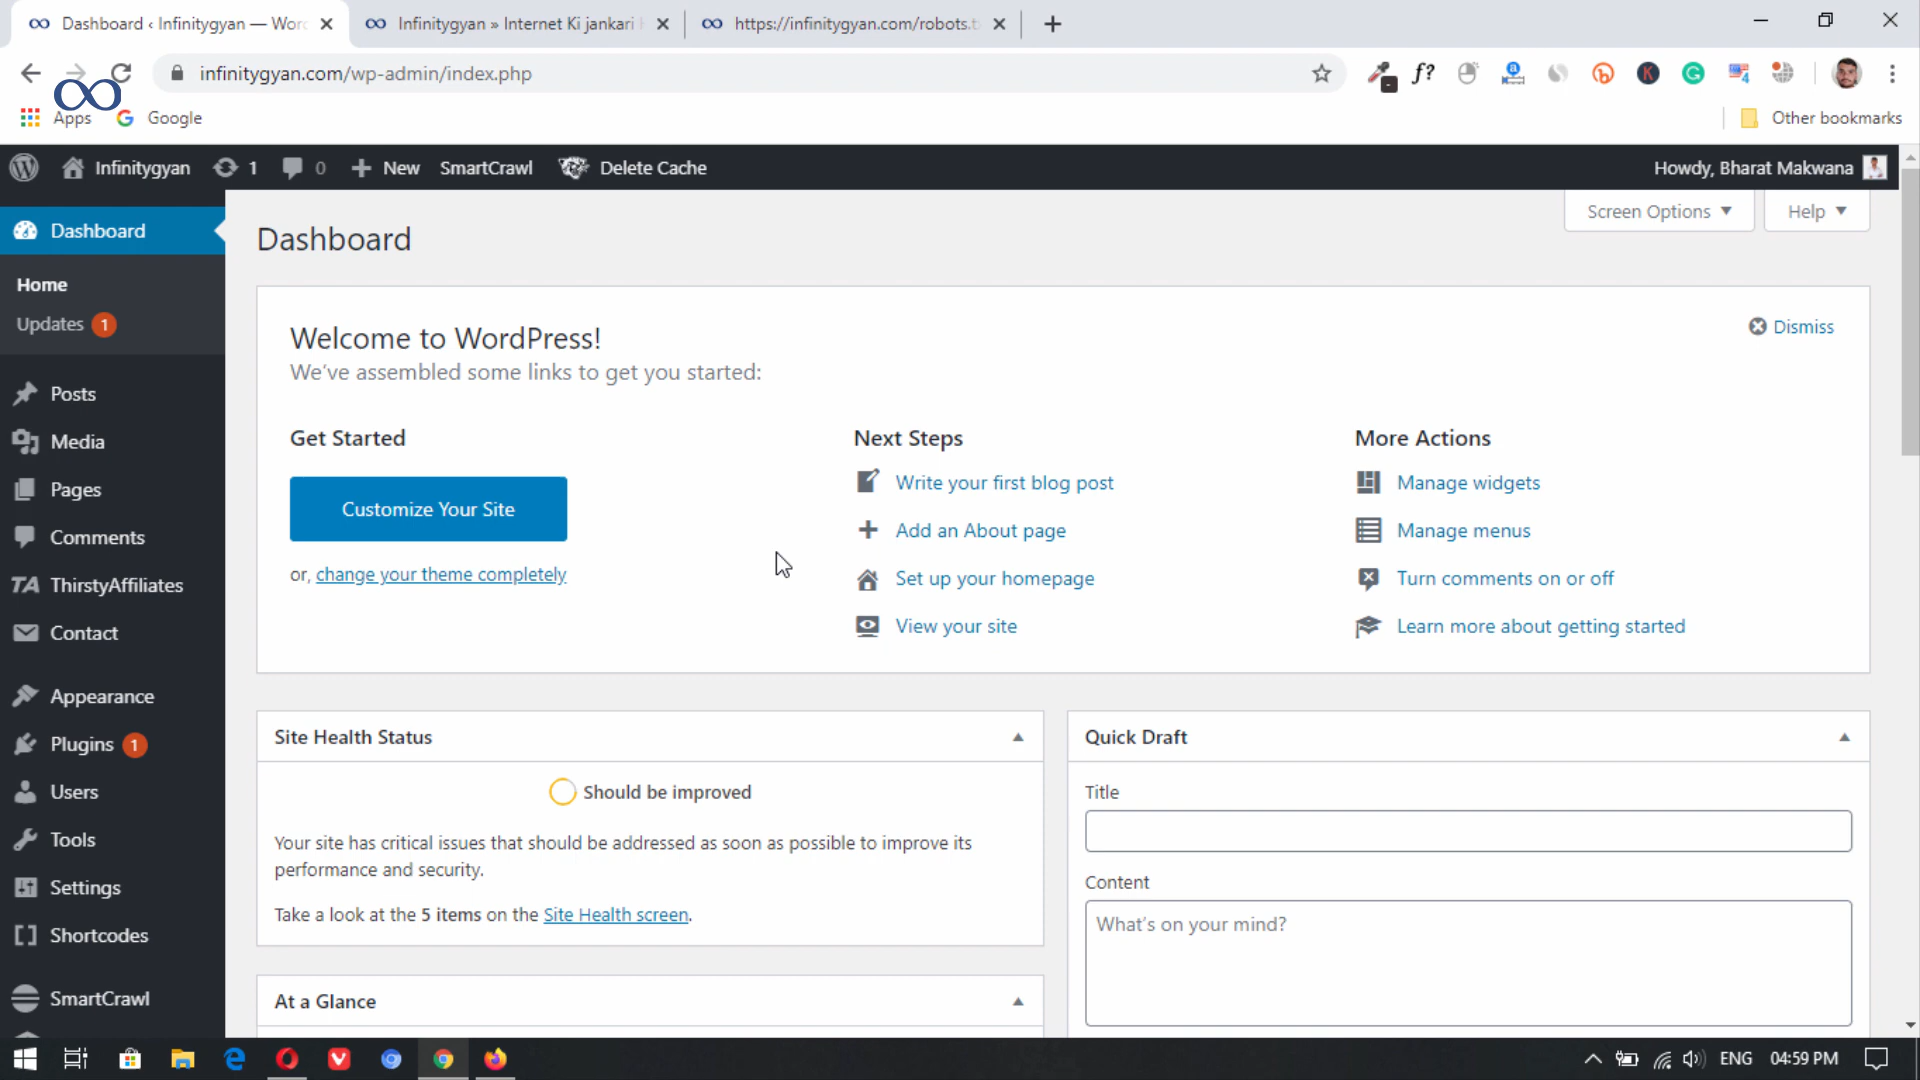 Dashboard ‹ Infinitygyan — Wor
Infinitygyan » Internet Ki jankari
https://infinitygyan.com/robots.t
infinitygyan.com/wp-admin/index.php
f?
Apps
Google
Other bookmarks
Infinitygyan
1
0
New
SmartCrawl
Delete Cache
Howdy, Bharat Makwana
Screen Options
Help
Dashboard
Home
Updates 1
Posts
Media
Pages
Comments
TA ThirstyAffiliates
Contact
Appearance
Plugins 1
Users
Tools
Settings
Shortcodes
SmartCrawl
Dashboard
Welcome to WordPress!
We've assembled some links to get you started:
Dismiss
Get Started
Customize Your Site
or, change your theme completely
Next Steps
Write your first blog post
Add an About page
Set up your homepage
View your site
More Actions
Manage widgets
Manage menus
Turn comments on or off
Learn more about getting started
Site Health Status
Should be improved
Your site has critical issues that should be addressed as soon as possible to improve its
performance and security.
Take a look at the 5 items on the Site Health screen.
At a Glance
Quick Draft
Title
Content
What's on your mind?
ENG
04:59 PM